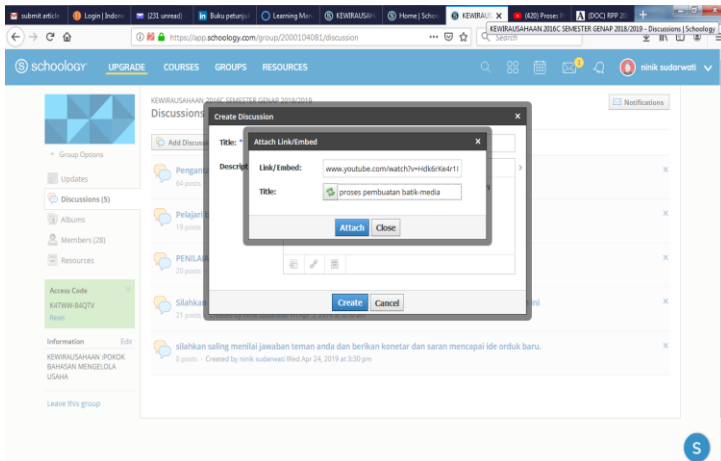 submit article
Login | Indone
(231 unread)
Buku petunju
Learning Man
KEWIRAUSAH
Home | Schoo
KEWIRAUS
(420) Proses P
[DOC] RPP 20
KEWIRAUSAHAAN 2016C SEMESTER GENAP 2018/2019 - Discussions | Schoology
https://app.schoology.com/group/2000104081/discussion
Search
schoology
UPGRADE
COURSES
GROUPS
RESOURCES
1
ninik sudarwati
KEWIRAUSAHAAN 2016C SEMESTER GENAP 2018/2019
Discussions
Notifications
Add Discuss
Group Options
Updates
Discussions (5)
Albums
Members (28)
Resources
Access Code
K4TWW-B4QTV
Reset
Information
Edit
KEWIRAUSAHAAN :POKOK
BAHASAN MENGELOLA
USAHA
Leave this group
Create Discussion
Title: *
Descript
Attach Link/Embed
Link/Embed:
www.youtube.com/watch?v=Hdk6rKe4r1I
Title:
proses pembuatan batik-media
Attach
Close
Create
Cancel
Pengant
64 posts
Pelajari B
19 posts
PENILAIA
20 posts
Silahkan
ini
21 posts
silahkan saling menilai jawaban teman anda dan berikan konetar dan saran mencapai ide orduk baru.
0 posts - Created by ninik sudarwati Wed Apr 24, 2019 at 3:30 pm
S